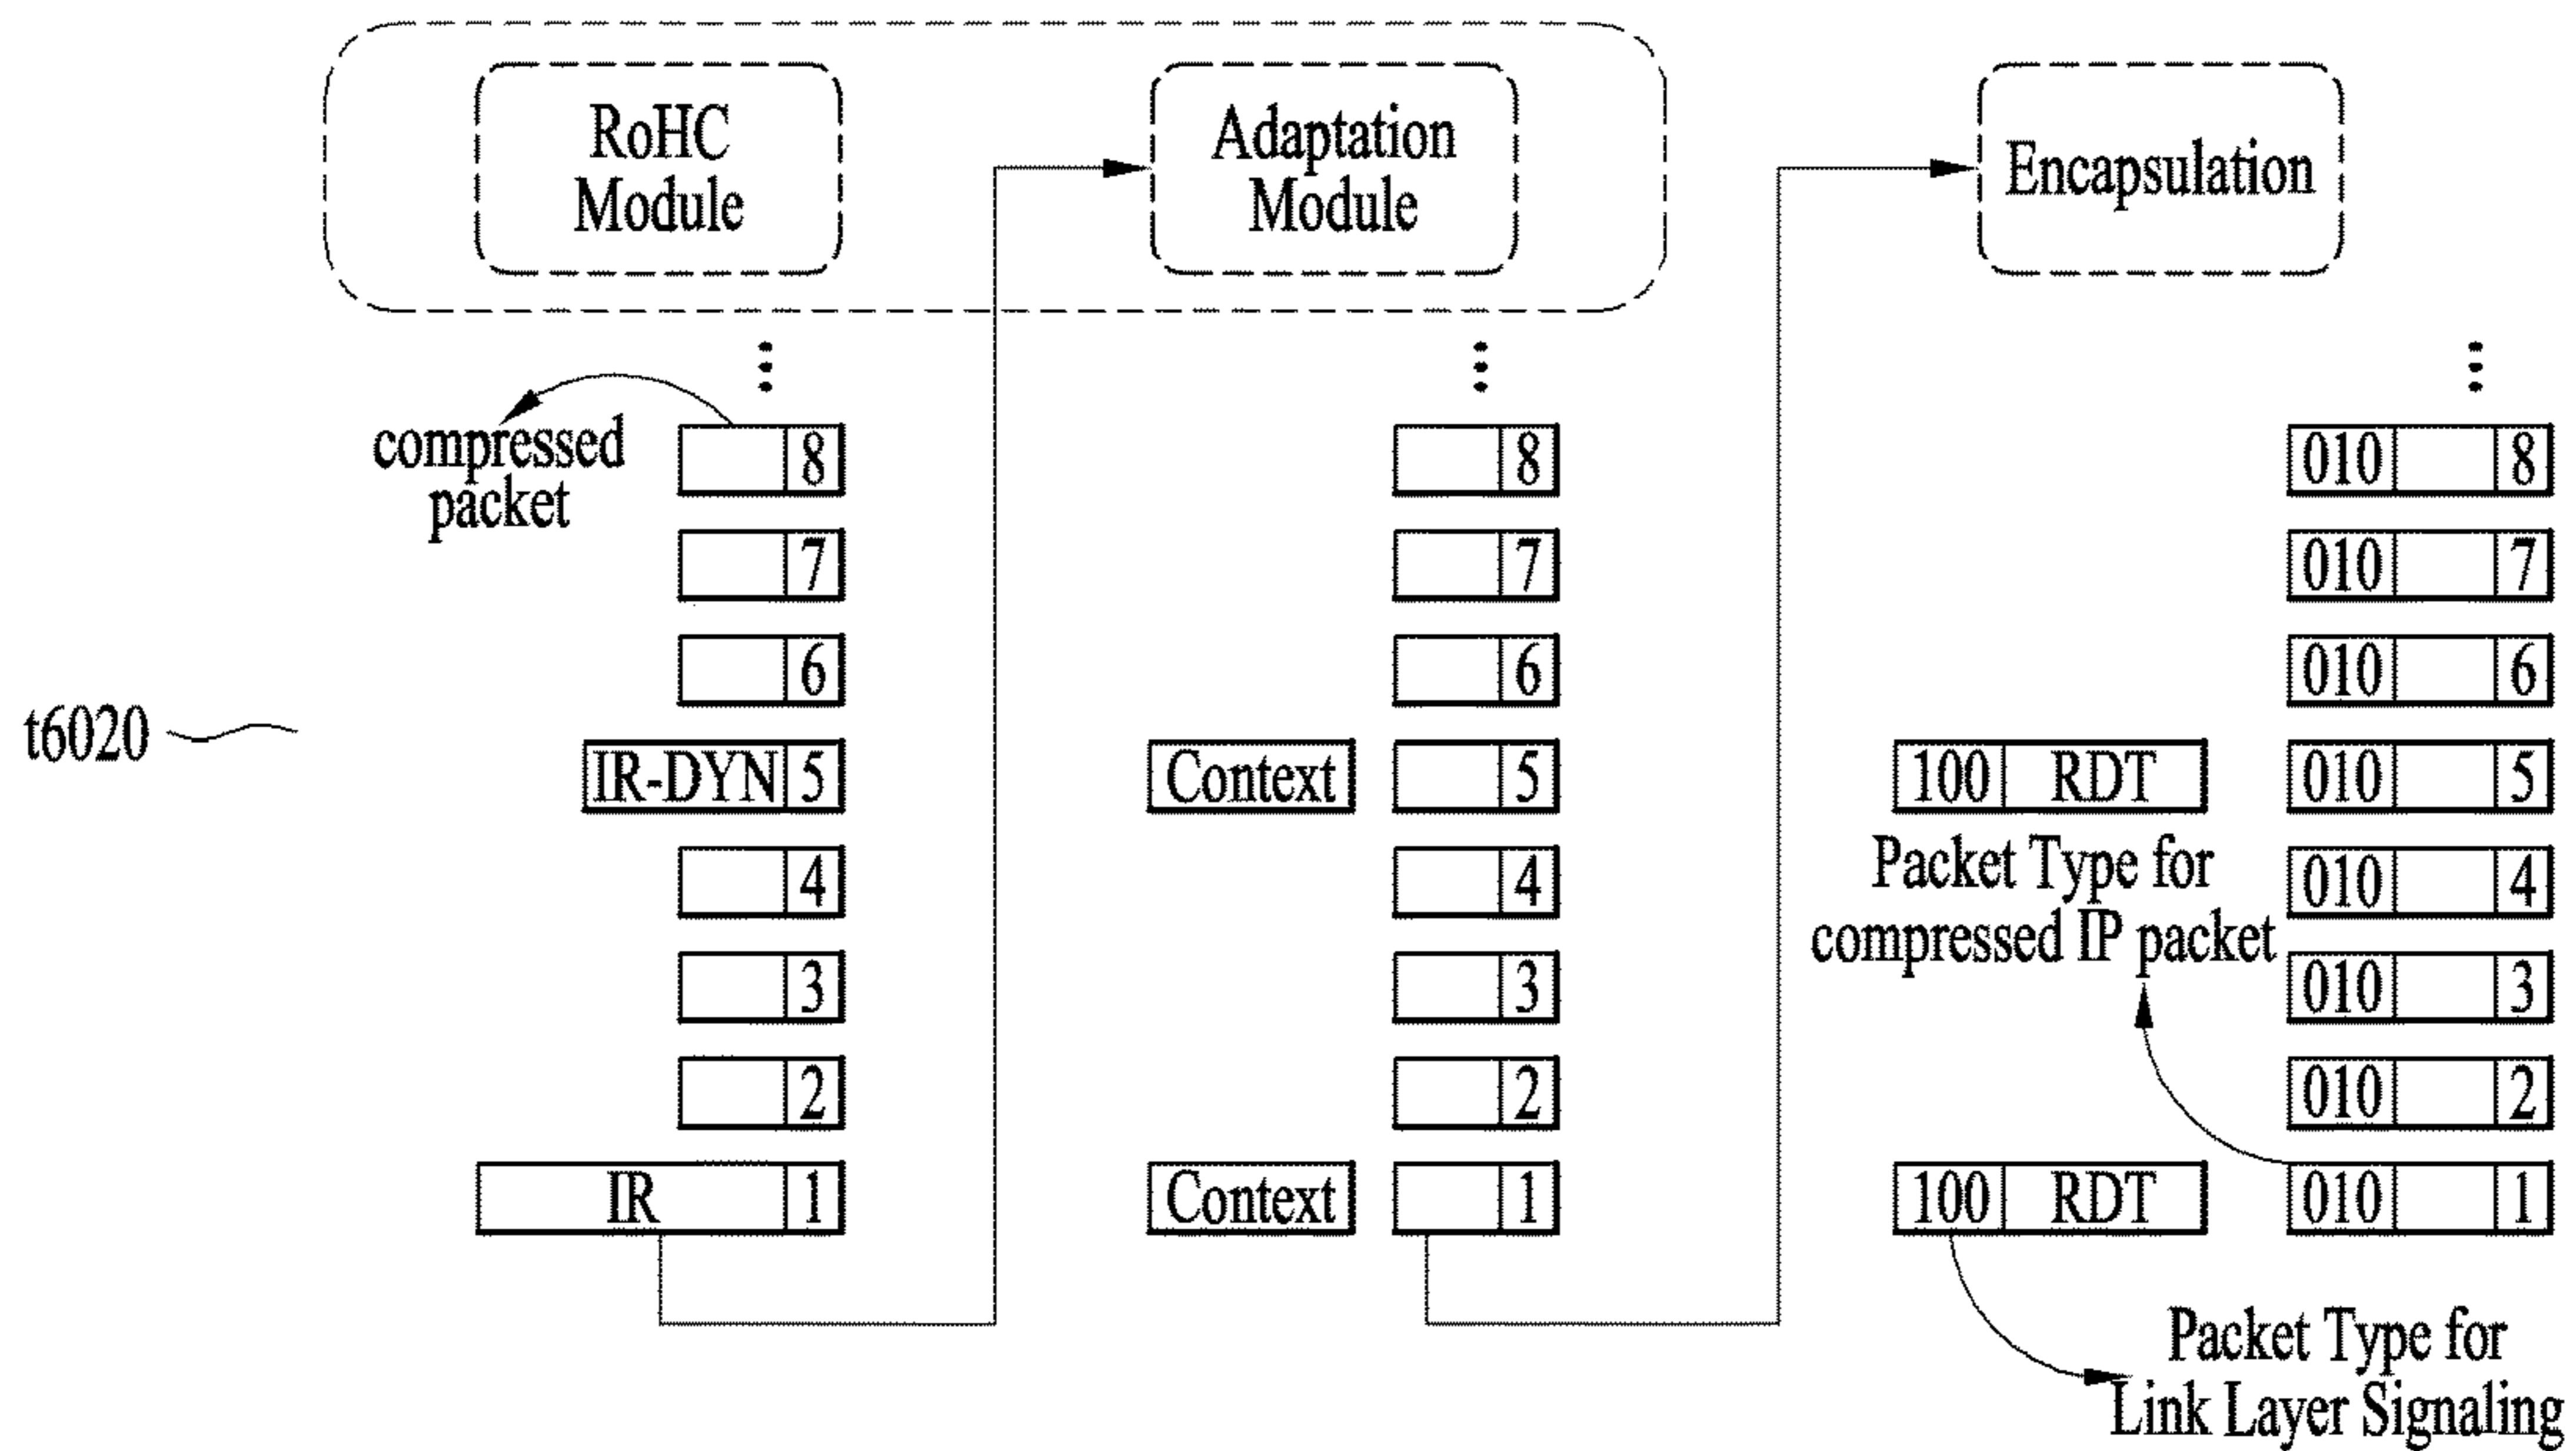 RoHC
Module
Adaptation
Module
Encapsulation
compressed
packet
8
8
010 8
7
7
010 7
6
6
010 6
t6020
IR-DYN 5
Context 5
100 RDT 010 5
4
4
Packet Type for
compressed IP packet
010 4
3
3
010 3
2
2
010 2
IR 1
Context 1
100 RDT 010 1
Packet Type for
Link Layer Signaling